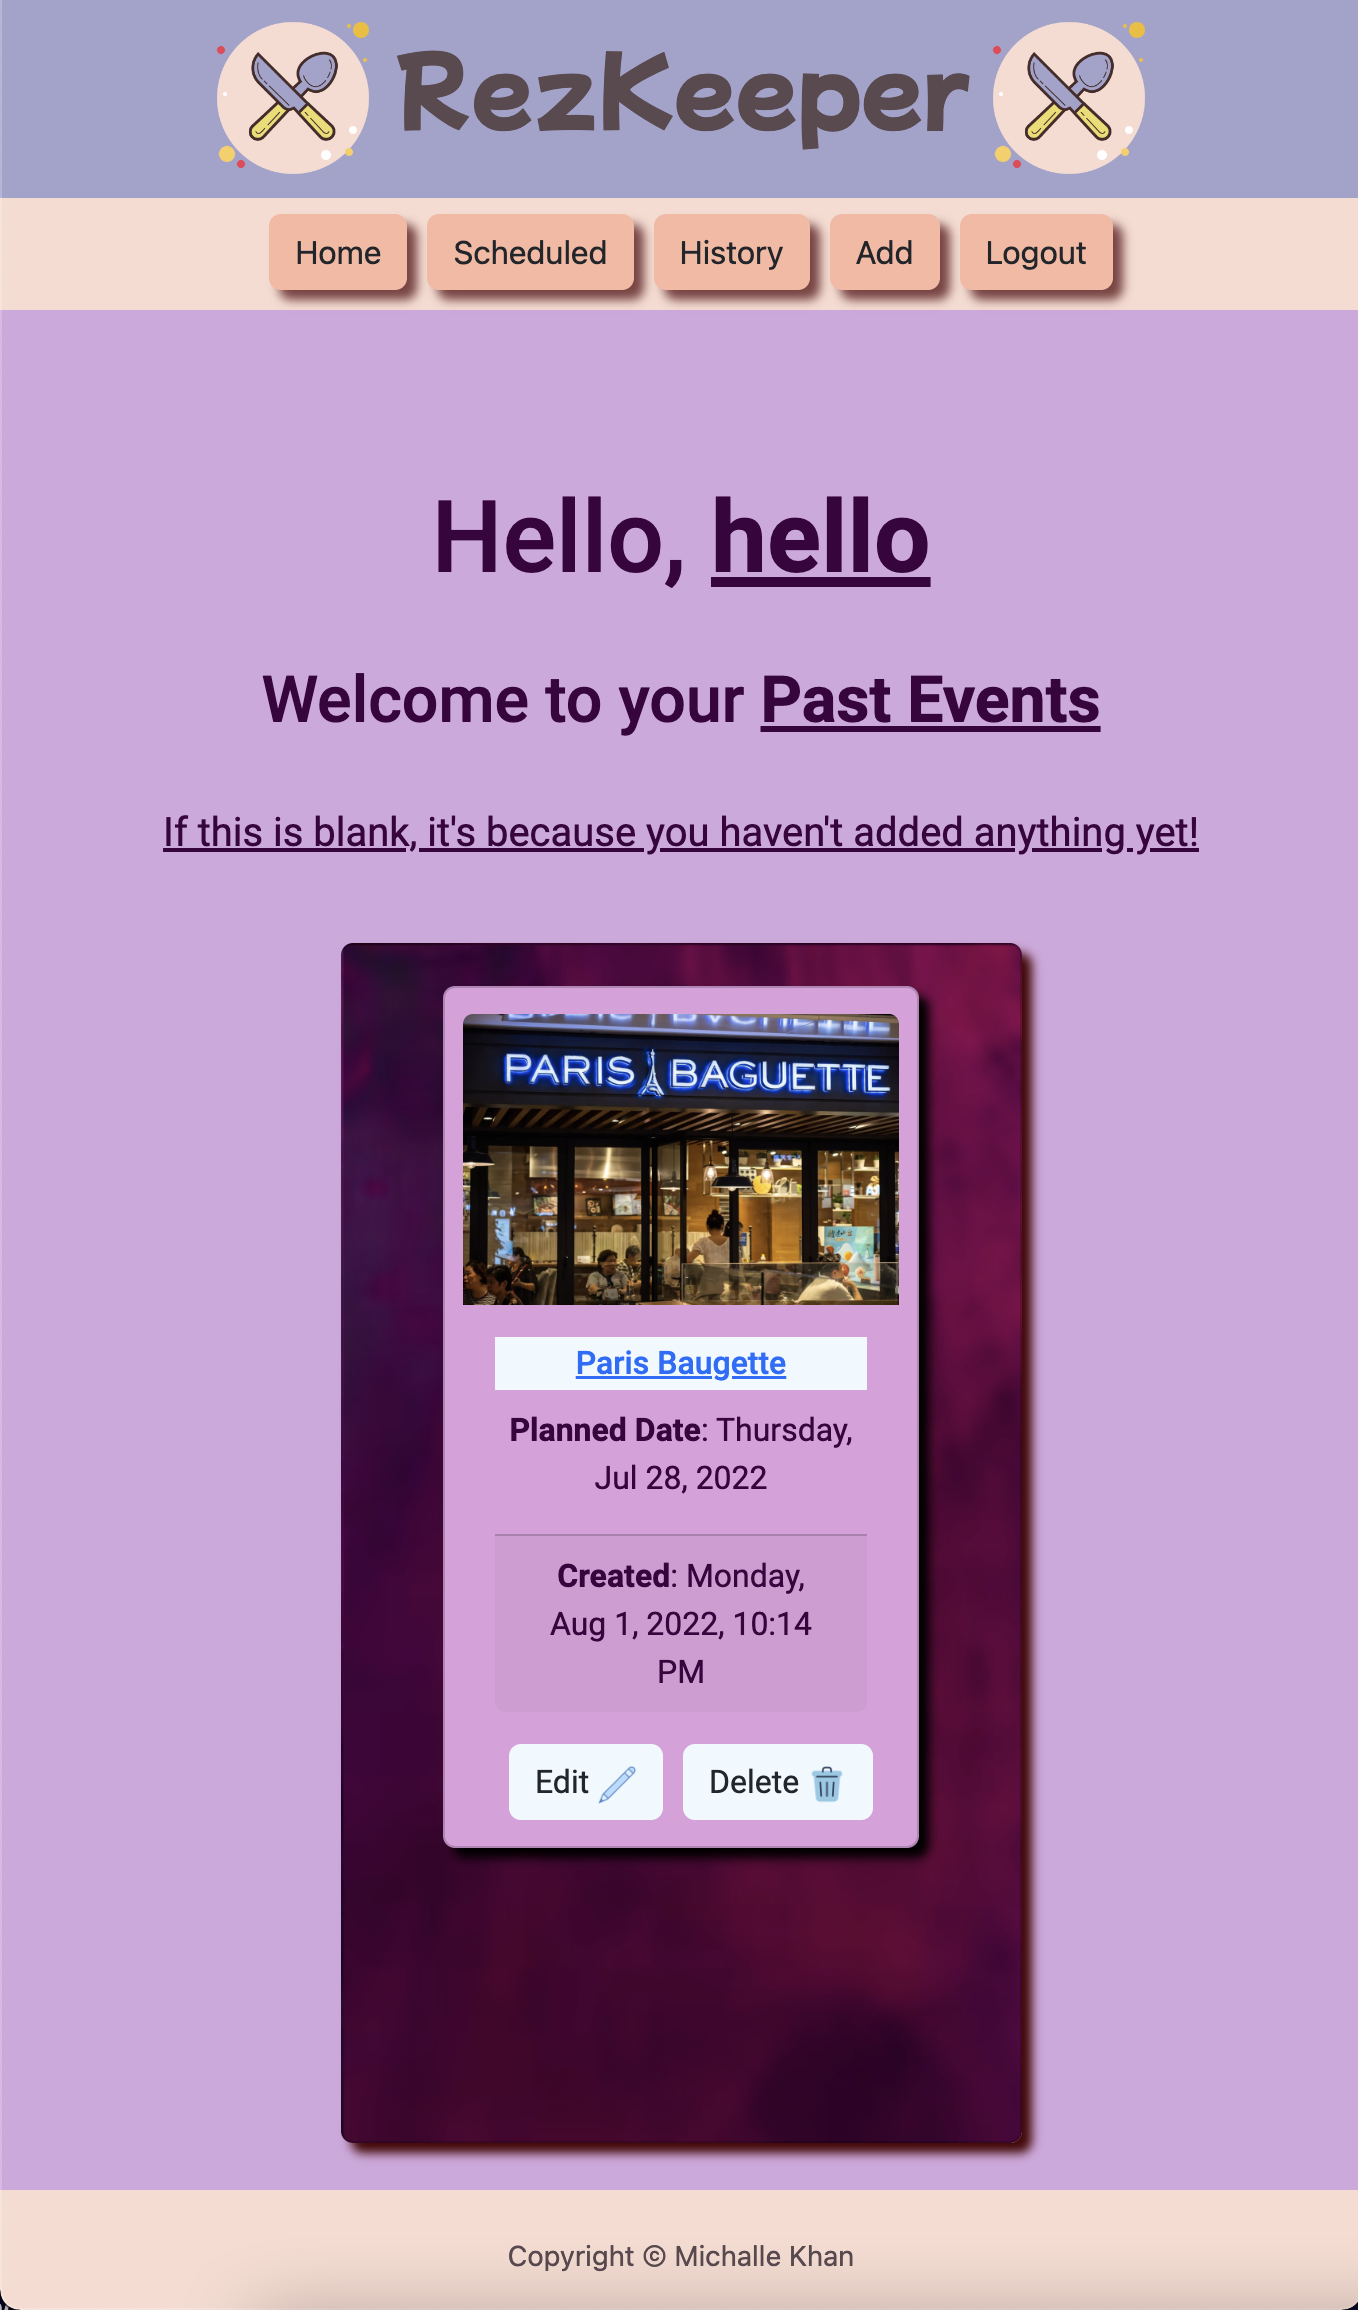 RezKeeper
Home Scheduled History Add Logout
Hello, hello
Welcome to your Past Events
If this is blank, it's because you haven't added anything yet!
PARIS BAGUETTE
Paris Baugette
Planned Date: Thursday,
Jul 28, 2022
Created: Monday,
Aug 1, 2022, 10:14
PM
Edit
Delete
Copyright © Michalle Khan